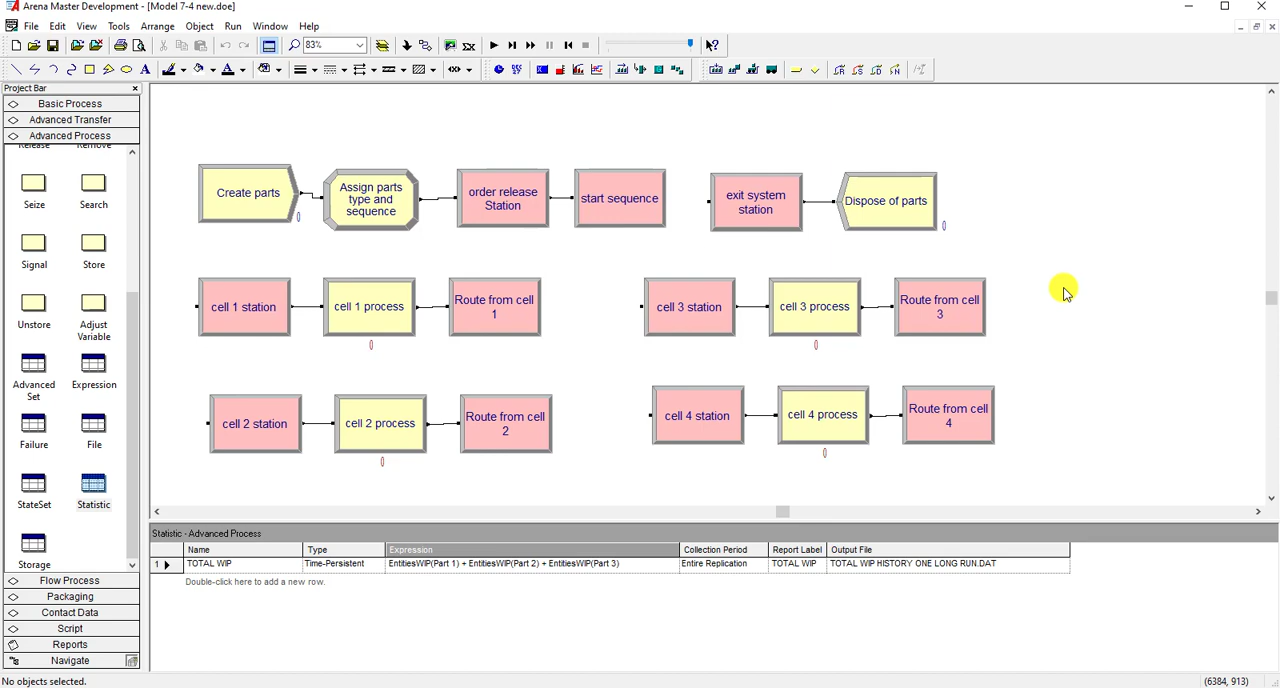 Arena Master Development - [Model 7-4 new.doe]
File Edit View Tools Arrange Object Run Window Help
83%
Project Bar
Basic Process
Advanced Transfer
Advanced Process
Release Remove
Seize Search
Signal Store
Unstore Adjust
Variable
Advanced Expression
Set
Failure File
StateSet Statistic
Storage
Flow Process
Packaging
Contact Data
Script
Reports
Navigate
Create parts
0
Assign parts
type and
sequence
order release
Station
start sequence
exit system
station
Dispose of parts
0
cell 1 station
cell 1 process
0
Route from cell
1
cell 3 station
cell 3 process
0
Route from cell
3
cell 2 station
cell 2 process
0
Route from cell
2
cell 4 station
cell 4 process
0
Route from cell
4
Statistic - Advanced Process
Name Type Expression Collection Period Report Label Output File
1 TOTAL WIP Time-Persistent EntitiesWIP(Part 1) + EntitiesWIP(Part 2) + EntitiesWIP(Part 3) Entire Replication TOTAL WIP TOTAL WIP HISTORY ONE LONG RUN.DAT
Double-click here to add a new row.
No objects selected. (6384, 913)